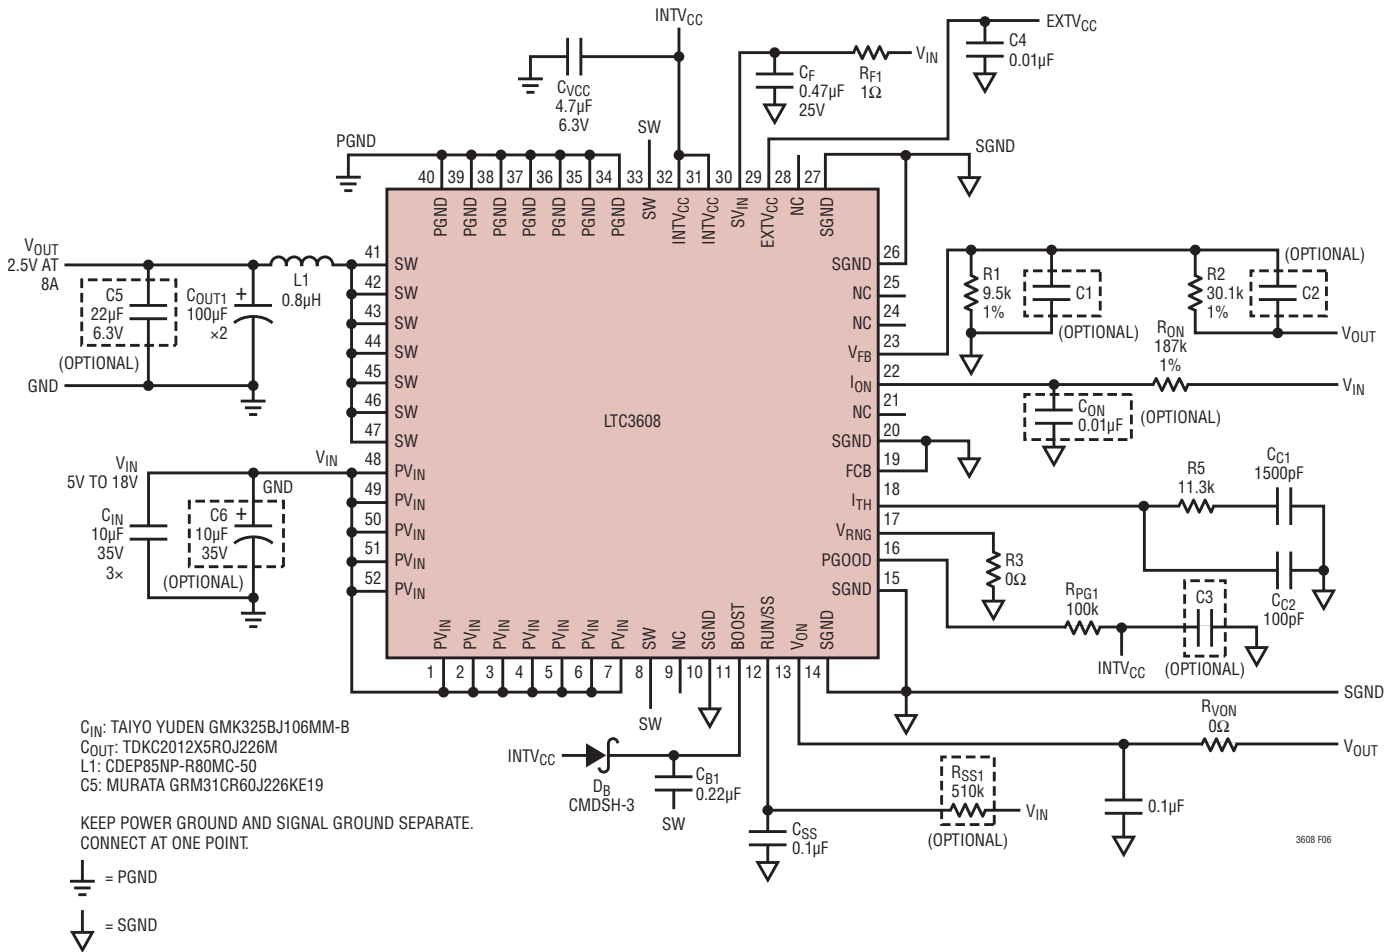 INTVCC
EXTVCC
C4
0.01µF
VIN
CF
0.47µF
25V
RF1
1Ω
CVCC
4.7µF
6.3V
SW
PGND
SGND
40 39 38 37 36 35 34 33 32 31 30 29 28 27
PGND PGND PGND PGND PGND PGND PGND SW INTVCC INTVCC SVIN EXTVCC NC SGND
VOUT
2.5V AT
8A
C5
22µF
6.3V
(OPTIONAL)
COUT1
100µF
×2
+
L1
0.8µH
GND
41 SW
42 SW
43 SW
44 SW
45 SW
46 SW
47 SW
48 PVIN
49 PVIN
50 PVIN
51 PVIN
52 PVIN
VIN
5V TO 18V
VIN
GND
CIN
10µF
35V
3×
C6
10µF
35V
+
(OPTIONAL)
LTC3608
SGND 26
NC 25
NC 24
VFB 23
ION 22
NC 21
SGND 20
FCB 19
ITH 18
VRNG 17
PGOOD 16
SGND 15
R1
9.5k
1%
C1
(OPTIONAL)
R2
30.1k
1%
(OPTIONAL)
C2
VOUT
RON
187k
1%
VIN
CON
0.01µF
(OPTIONAL)
R5
11.3k
CC1
1500pF
CC2
100pF
R3
0Ω
RPG1
100k
INTVCC
C3
(OPTIONAL)
SGND
PVIN PVIN PVIN PVIN PVIN PVIN PVIN SW NC SGND BOOST RUN/SS VON SGND
1 2 3 4 5 6 7 8 9 10 11 12 13 14
SW
INTVCC
DB
CMDSH-3
CB1
0.22µF
SW
CSS
0.1µF
RSS1
510k
(OPTIONAL)
VIN
RVON
0Ω
VOUT
0.1µF
CIN: TAIYO YUDEN GMK325BJ106MM-B
COUT: TDKC2012X5ROJ226M
L1: CDEP85NP-R80MC-50
C5: MURATA GRM31CR60J226KE19
KEEP POWER GROUND AND SIGNAL GROUND SEPARATE.
CONNECT AT ONE POINT.
= PGND
= SGND
3608 F06